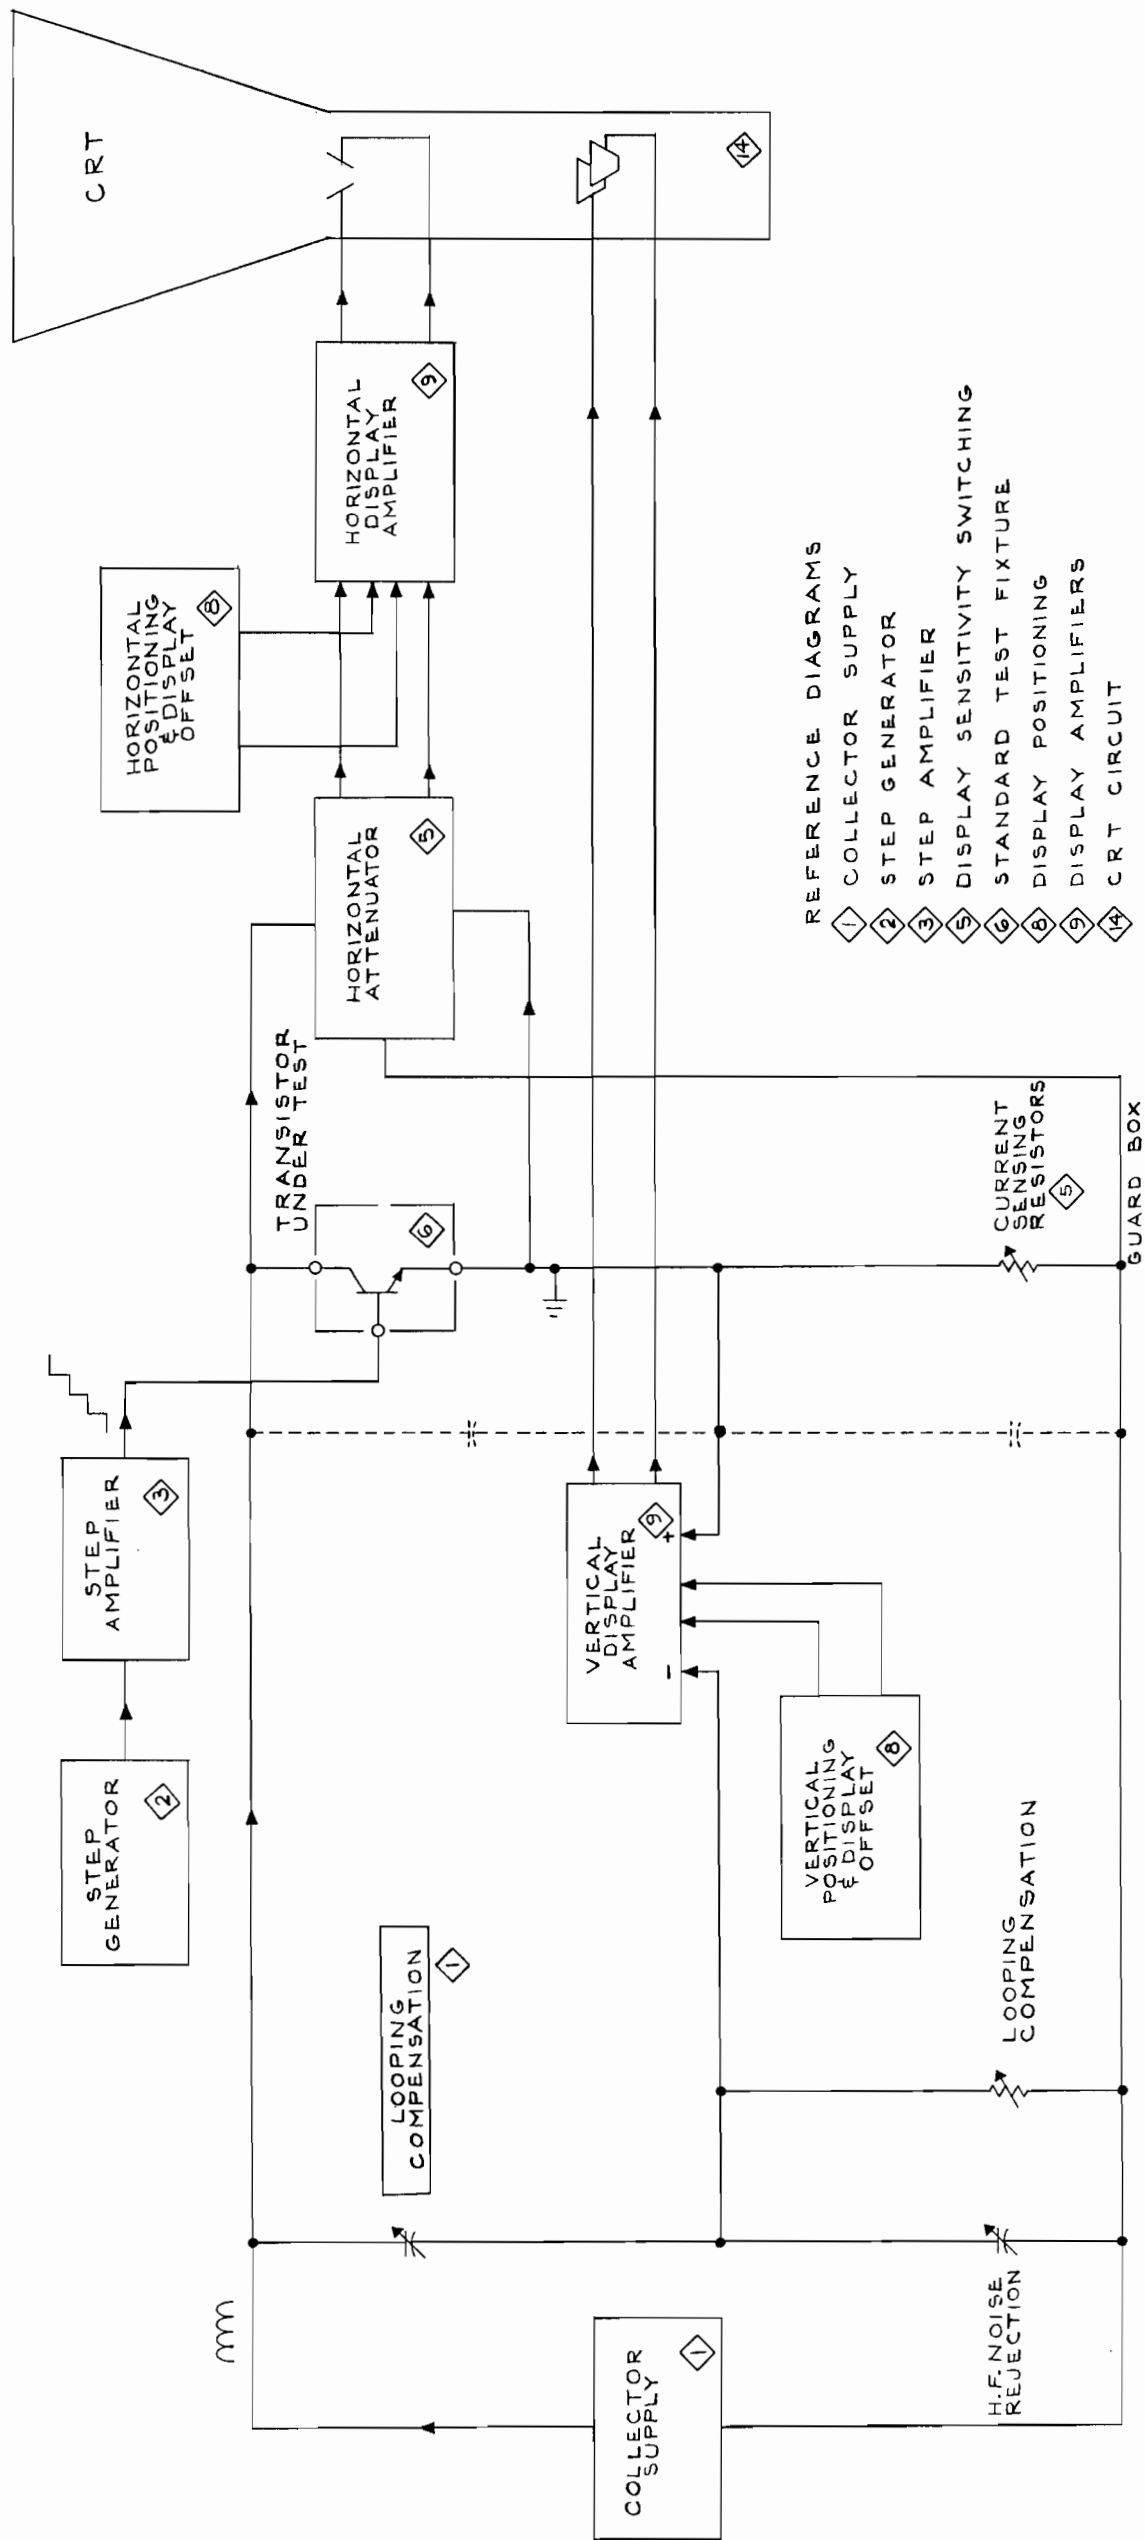 STEP
GENERATOR
2
STEP
AMPLIFIER
3
COLLECTOR
SUPPLY
1
LOOPING
COMPENSATION
1
H.F. NOISE
REJECTION
LOOPING
COMPENSATION
VERTICAL
POSITIONING
& DISPLAY
OFFSET
8
VERTICAL
DISPLAY
AMPLIFIER
9
-
+
TRANSISTOR
UNDER TEST
6
CURRENT
SENSING
RESISTORS
5
GUARD BOX
HORIZONTAL
ATTENUATOR
5
HORIZONTAL
POSITIONING
& DISPLAY
OFFSET
8
HORIZONTAL
DISPLAY
AMPLIFIER
9
CRT
14
REFERENCE DIAGRAMS
1 COLLECTOR SUPPLY
2 STEP GENERATOR
3 STEP AMPLIFIER
5 DISPLAY SENSITIVITY SWITCHING
6 STANDARD TEST FIXTURE
8 DISPLAY POSITIONING
9 DISPLAY AMPLIFIERS
14 CRT CIRCUIT